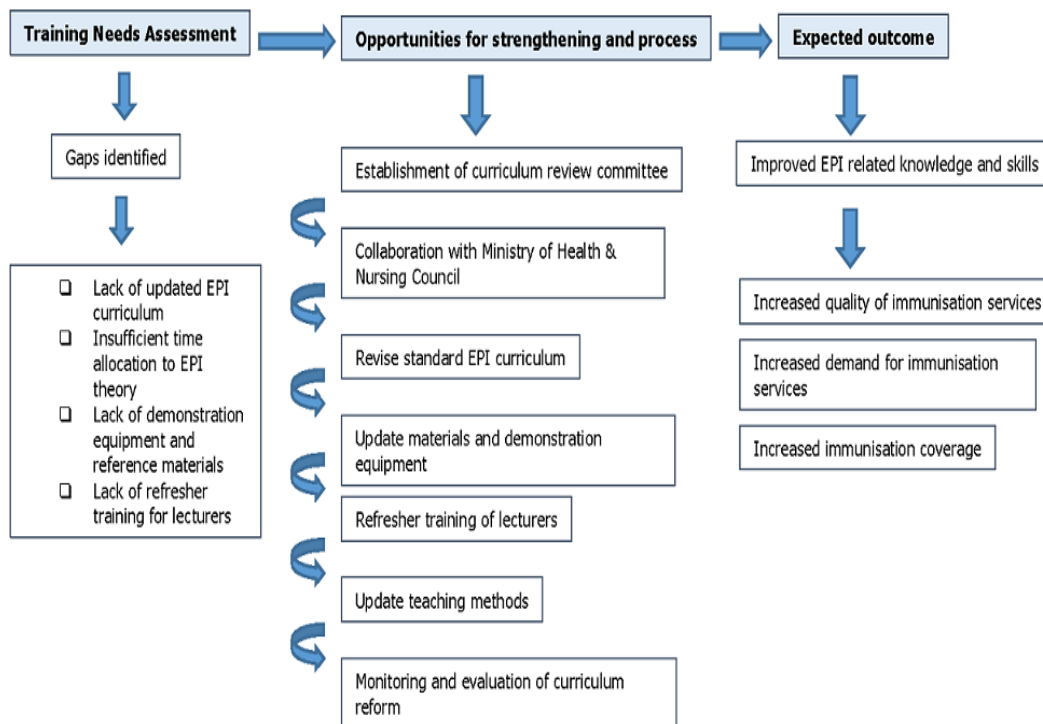 Training Needs Assessment
Opportunities for strengthening and process
Expected outcome
Gaps identified
❑ Lack of updated EPI
curriculum
❑ Insufficient time
allocation to EPI
theory
❑ Lack of demonstration
equipment and
reference materials
❑ Lack of refresher
training for lecturers
Establishment of curriculum review committee
Collaboration with Ministry of Health &
Nursing Council
Revise standard EPI curriculum
Update materials and demonstration
equipment
Refresher training of lecturers
Update teaching methods
Monitoring and evaluation of curriculum
reform
Improved EPI related knowledge and skills
Increased quality of immunisation services
Increased demand for immunisation
services
Increased immunisation coverage